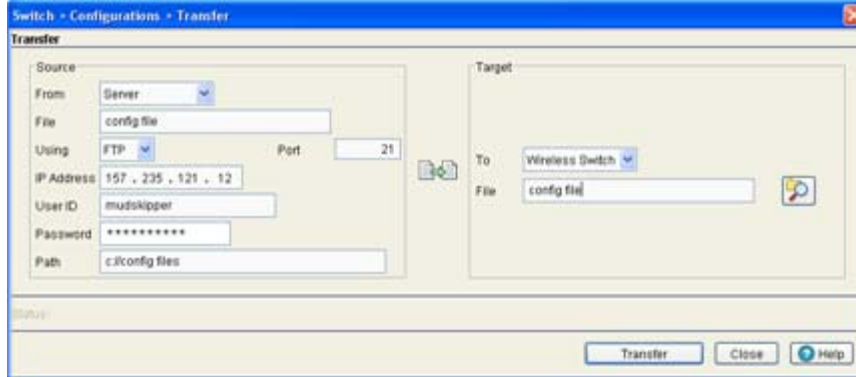 Switch > Configurations > Transfer
Transfer
Source
From Server
File config file
Using FTP Port 21
IP Address 157 . 235 . 121 . 12
User ID mudskipper
Password **********
Path c://config files
Target
To Wireless Switch
File config file
Status:
Transfer Close Help